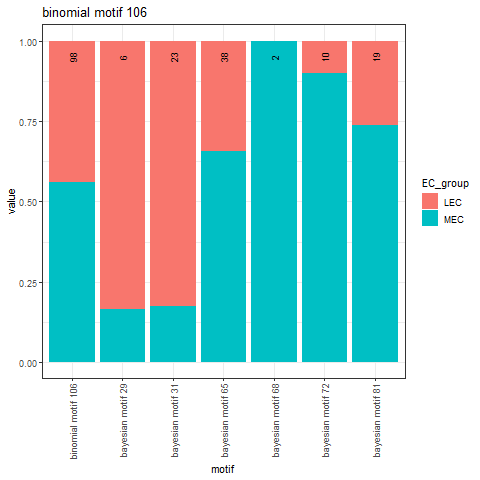 binomial motif 106
1.00
0.75
0.50
0.25
0.00
value
98
6
23
38
2
10
19
binomial motif 106
bayesian motif 29
bayesian motif 31
bayesian motif 65
bayesian motif 68
bayesian motif 72
bayesian motif 81
motif
EC_group
LEC
MEC